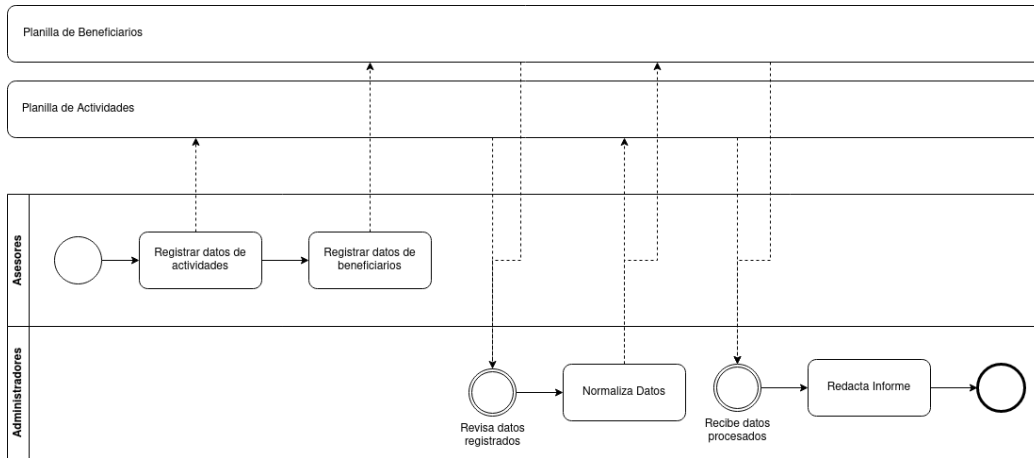 Planilla de Beneficiarios
Planilla de Actividades
Asesores
Registrar datos de
actividades
Registrar datos de
beneficiarios
Administradores
Revisa datos
registrados
Normaliza Datos
Recibe datos
procesados
Redacta Informe